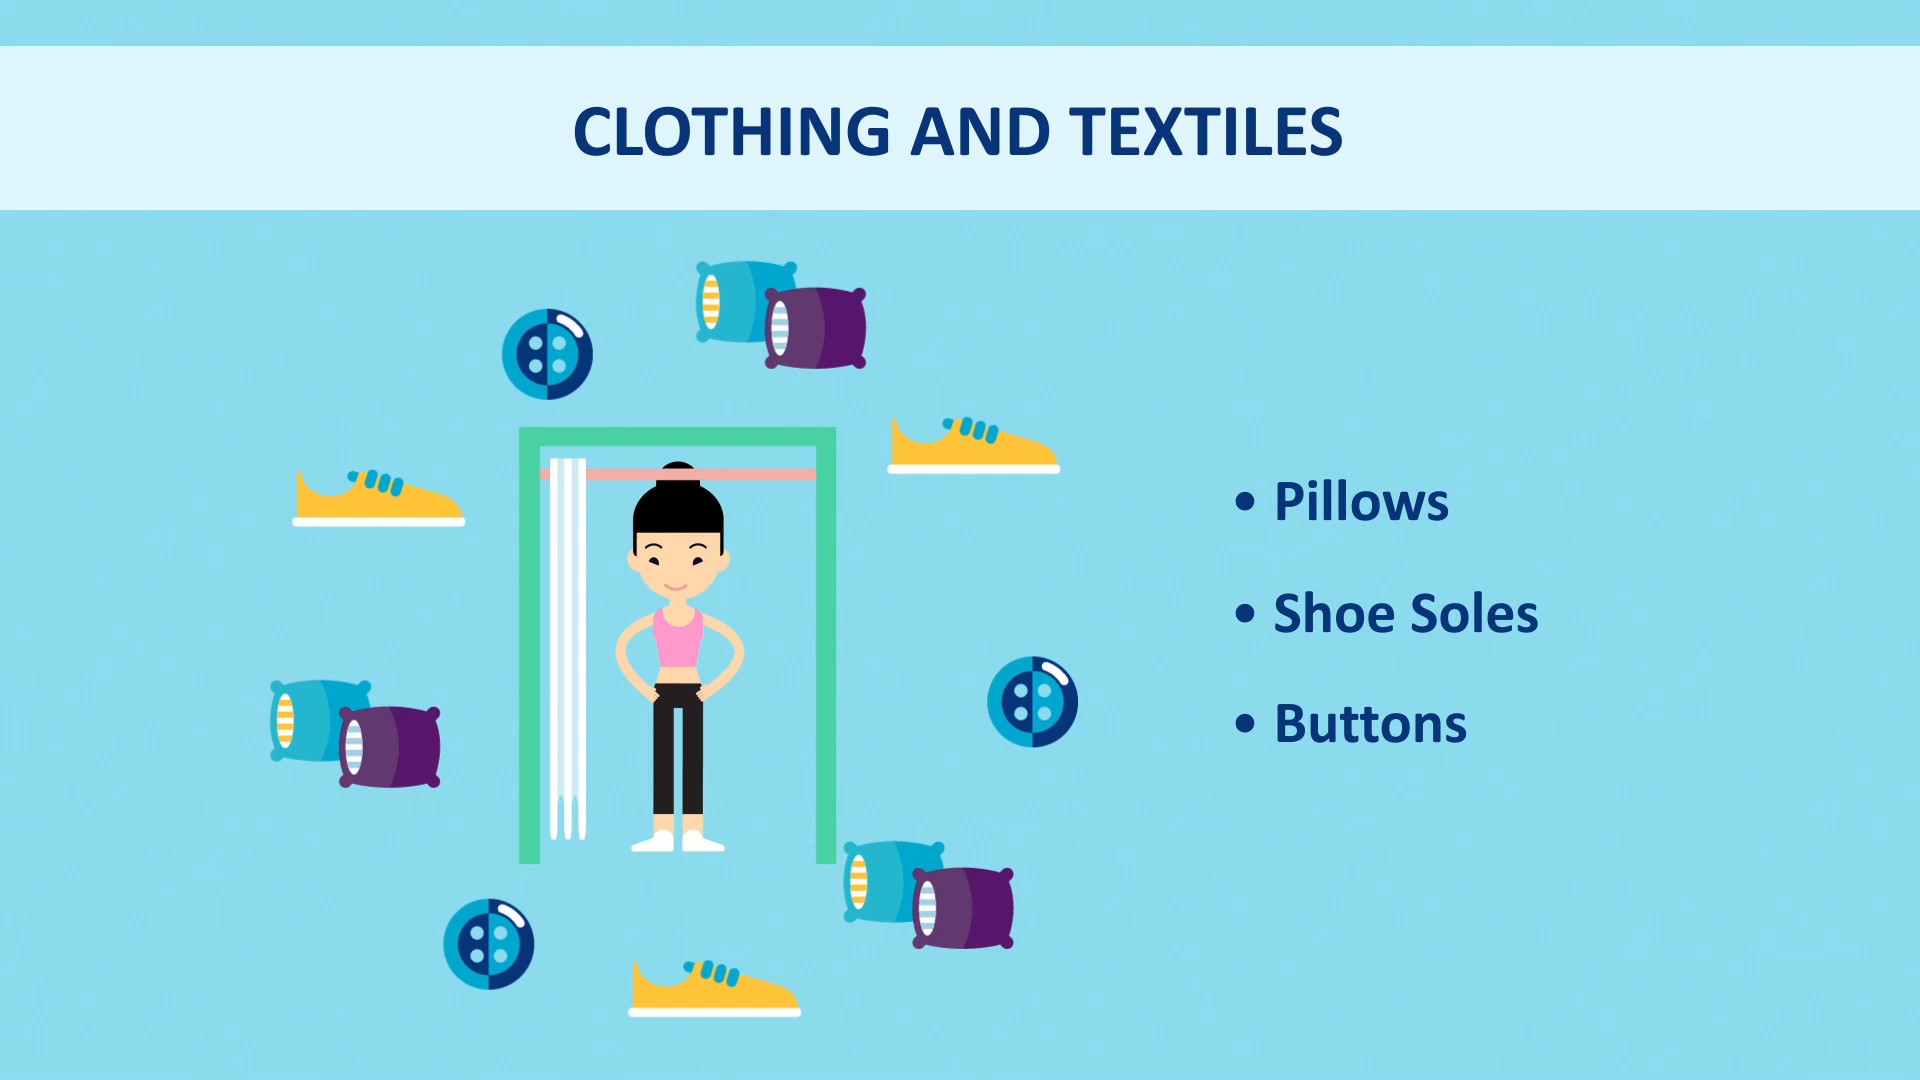 CLOTHING AND TEXTILES
• Pillows
• Shoe Soles
• Buttons